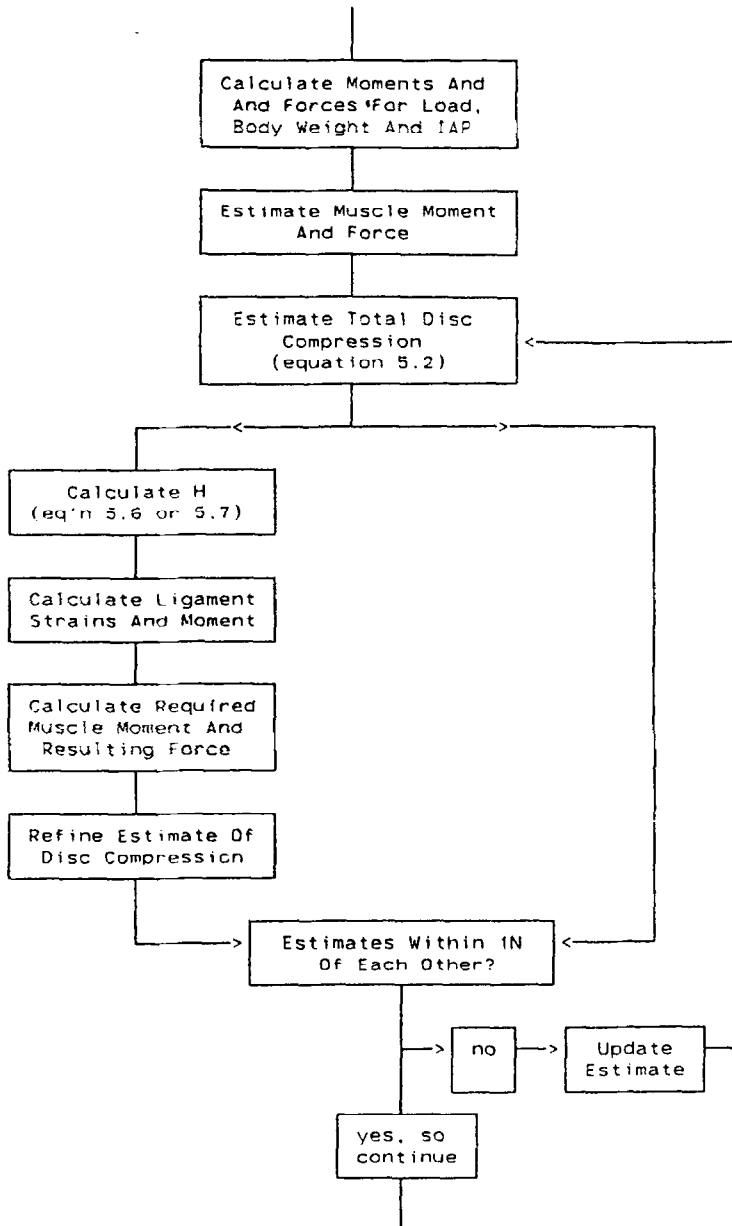 Calculate Moments And
And Forces For Load,
Body Weight And IAP
Estimate Muscle Moment
And Force
Estimate Total Disc
Compression
(equation 5.2)
Calculate H
(eq'n 5.6 or 5.7)
Calculate Ligament
Strains And Moment
Calculate Required
Muscle Moment And
Resulting Force
Refine Estimate Of
Disc Compression
Estimates Within 1N
Of Each Other?
no
Update
Estimate
yes, so
continue